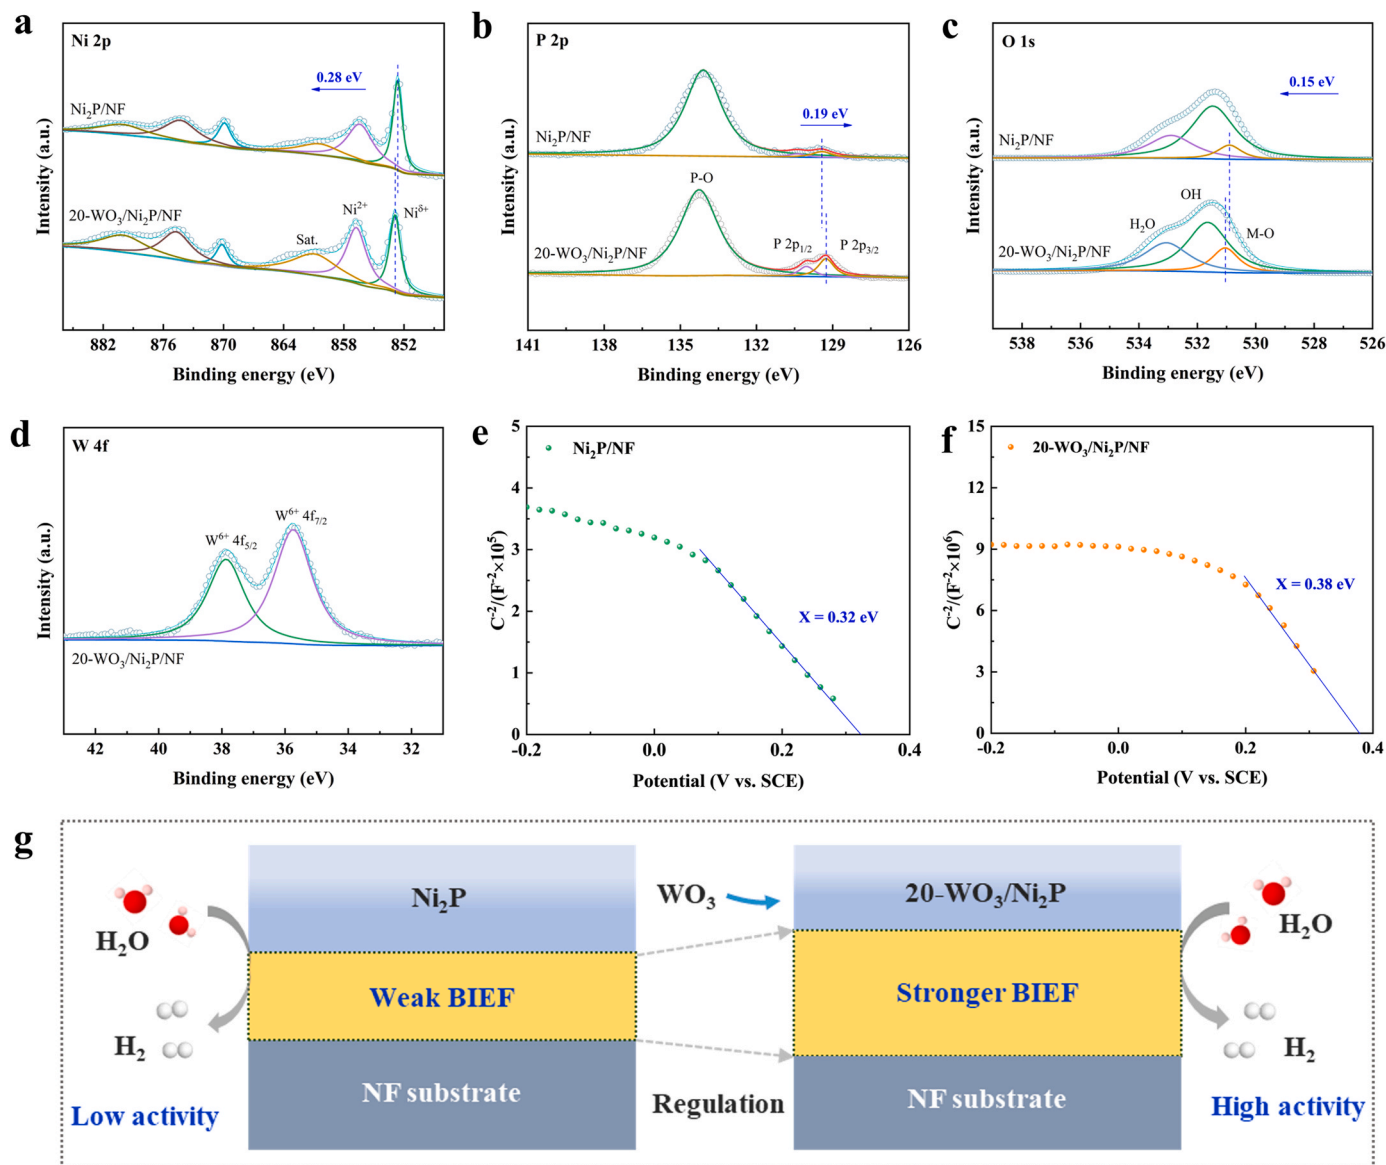 a
Ni 2p
0.28 eV
Ni₂P/NF
20-WO₃/Ni₂P/NF
Sat.
Ni²⁺
Niᵟ⁺
Intensity (a.u.)
882 876 870 864 858 852
Binding energy (eV)
b
P 2p
0.19 eV
Ni₂P/NF
P-O
20-WO₃/Ni₂P/NF
P 2p₁/₂
P 2p₃/₂
Intensity (a.u.)
141 138 134 132 129 126
Binding energy (eV)
c
O 1s
0.15 eV
Ni₂P/NF
OH
H₂O
M-O
20-WO₃/Ni₂P/NF
Intensity (a.u.)
538 536 534 532 530 528 526
Binding energy (eV)
d
W 4f
W⁶⁺ 4f₇/₂
W⁶⁺ 4f₅/₂
20-WO₃/Ni₂P/NF
Intensity (a.u.)
42 40 38 36 34 32
Binding energy (eV)
e
Ni₂P/NF
X = 0.32 eV
C⁻²/(F⁻²×10⁵)
5
4
3
2
1
0
-0.2 0.0 0.2 0.4
Potential (V vs. SCE)
f
20-WO₃/Ni₂P/NF
X = 0.38 eV
C⁻²/(F⁻²×10⁶)
15
12
9
6
3
0
-0.2 0.0 0.2 0.4
Potential (V vs. SCE)
g
H₂O
H₂
Low activity
Ni₂P
Weak BIEF
NF substrate
WO₃
Regulation
20-WO₃/Ni₂P
Stronger BIEF
NF substrate
H₂O
H₂
High activity